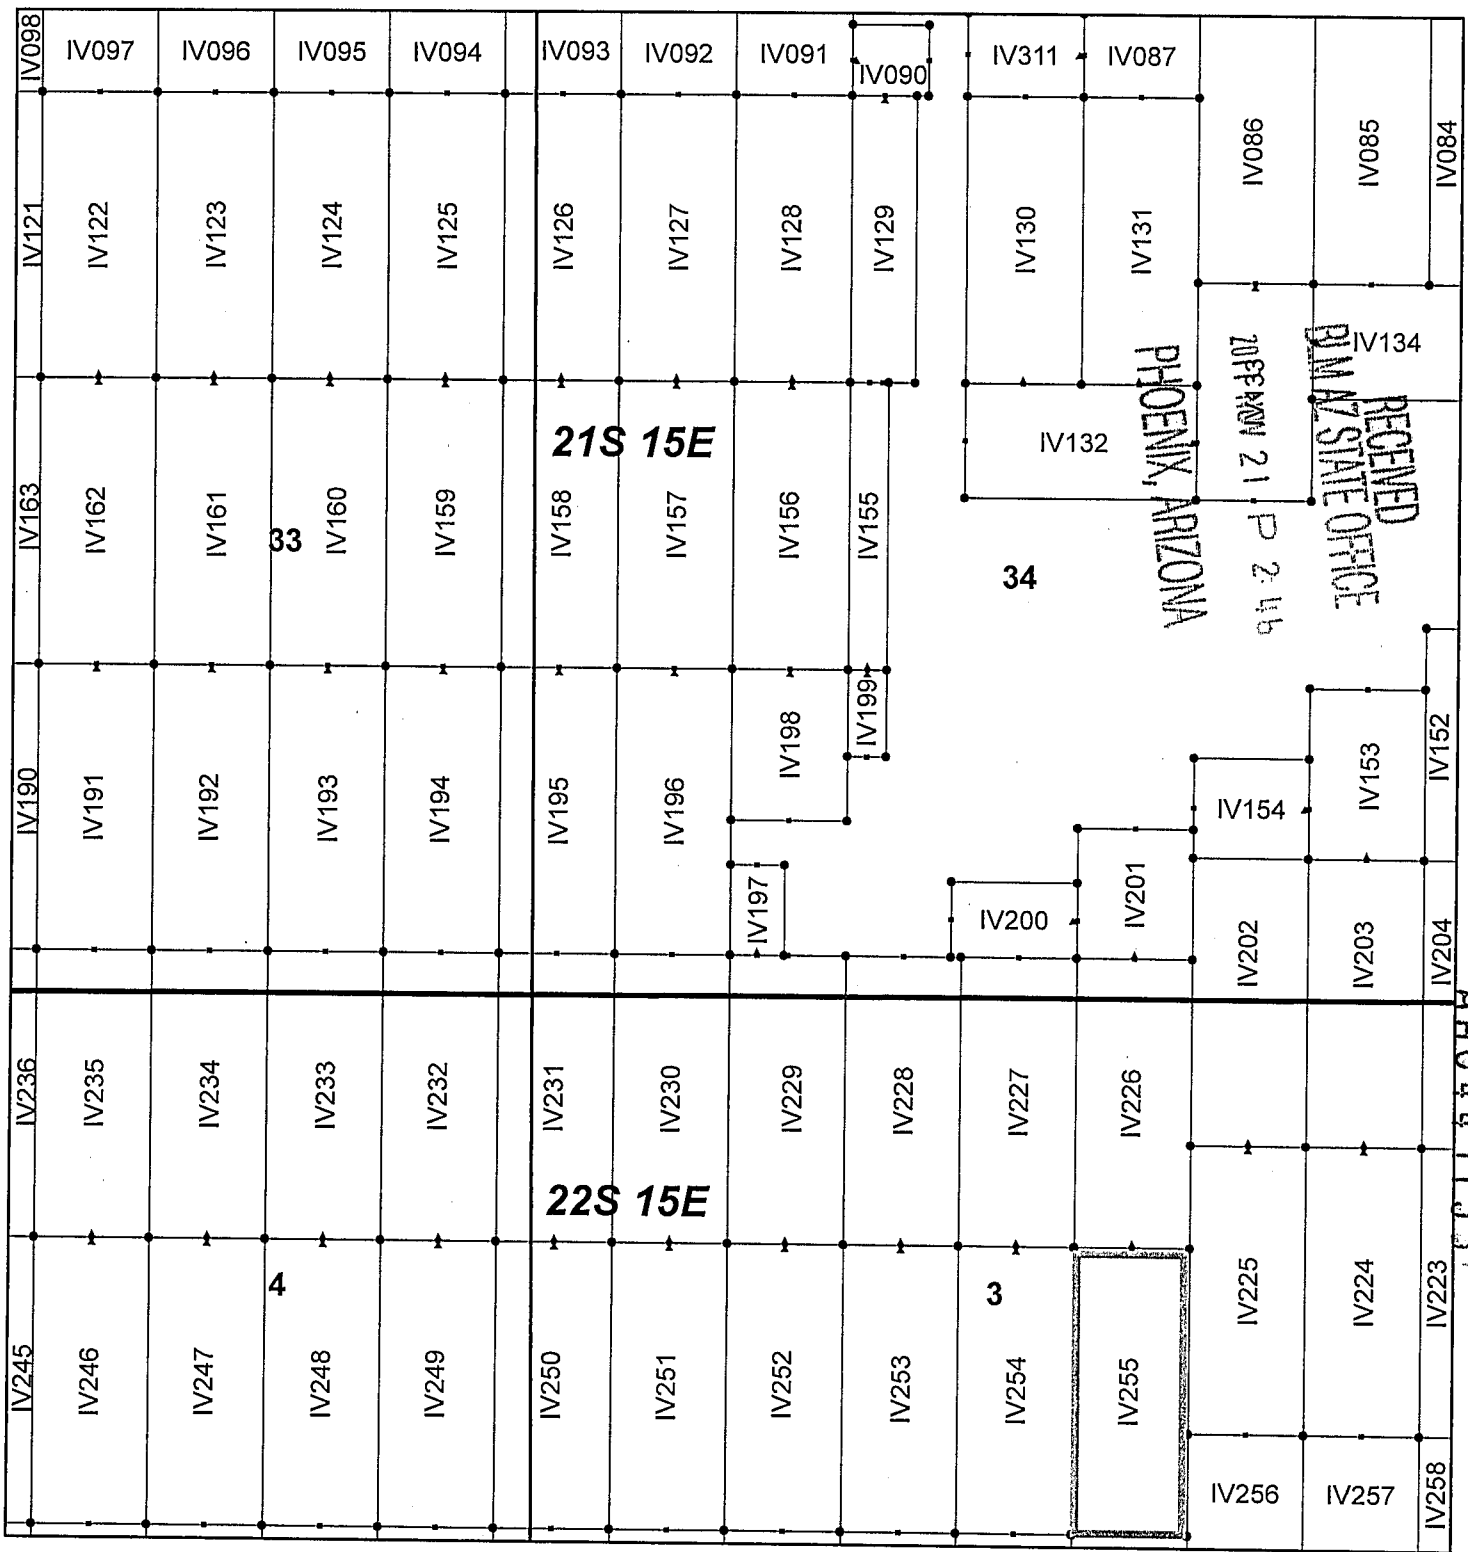 IV098 IV097 IV096 IV095 IV094 IV093 IV092 IV091 IV090 IV311 IV087
IV086 IV085 IV084
IV121 IV122 IV123 IV124 IV125 IV126 IV127 IV128 IV129 IV130 IV131
IV134
RECEIVED
BLM AZ STATE OFFICE
21 P 2:46
PHOENIX, ARIZONA
21S 15E
IV132
IV163 IV162 IV161 33 IV160 IV159 IV158 IV157 IV156 IV155
34
IV199 IV198
IV152 IV153 IV154
IV190 IV191 IV192 IV193 IV194 IV195 IV196
IV197 IV200 IV201 IV202 IV203 IV204
IV236 IV235 IV234 IV233 IV232 IV231 IV230 IV229 IV228 IV227 IV226
22S 15E
4 3
IV225 IV224 IV223
IV245 IV246 IV247 IV248 IV249 IV250 IV251 IV252 IV253 IV254 IV255
IV256 IV257 IV258